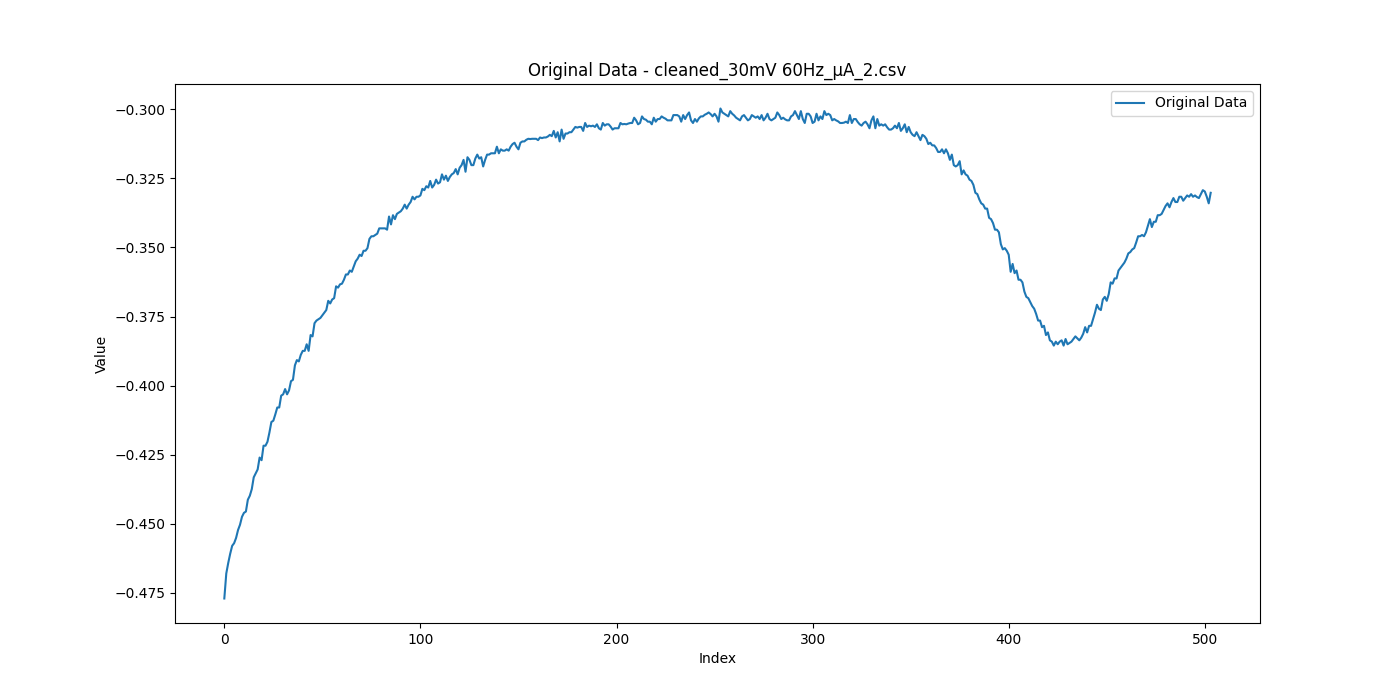 Original Data - cleaned_30mV 60Hz_µA_2.csv
Original Data
−0.300
−0.325
−0.350
−0.375
−0.400
−0.425
−0.450
−0.475
Value
0 100 200 300 400 500
Index